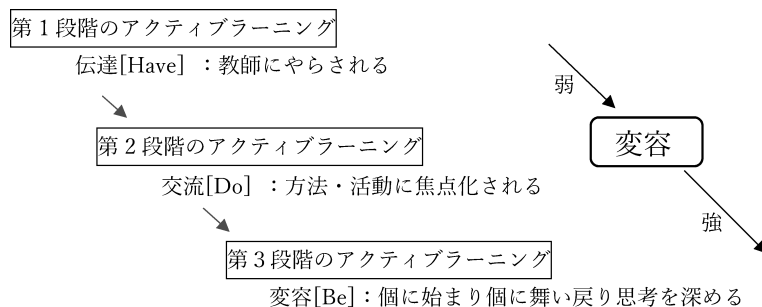 第1段階のアクティブラーニング
伝達[Have] ：教師にやらされる
第2段階のアクティブラーニング
交流[Do] ：方法・活動に焦点化される
第3段階のアクティブラーニング
変容[Be]：個に始まり個に舞い戻り思考を深める
弱
変容
強